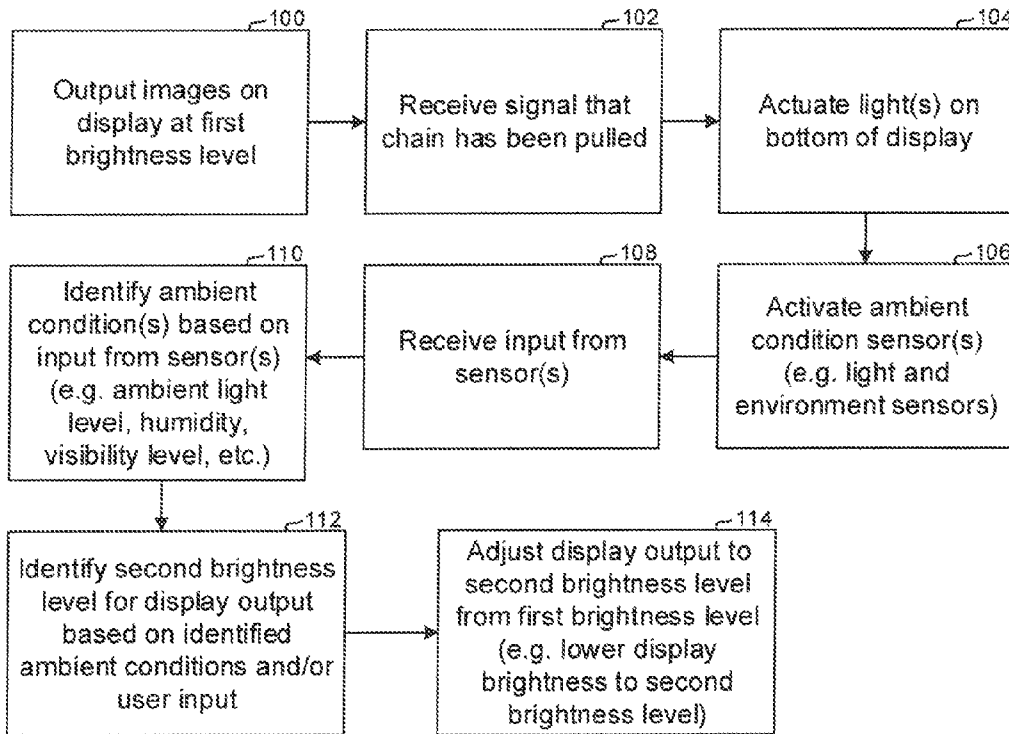 100
Output images on
display at first
brightness level
102
Receive signal that
chain has been pulled
104
Actuate light(s) on
bottom of display
106
Activate ambient
condition sensor(s)
(e.g. light and
environment sensors)
108
Receive input from
sensor(s)
110
Identify ambient
condition(s) based on
input from sensor(s)
(e.g. ambient light
level, humidity,
visibility level, etc.)
112
Identify second brightness
level for display output
based on identified
ambient conditions and/or
user input
114
Adjust display output to
second brightness level
from first brightness level
(e.g. lower display
brightness to second
brightness level)